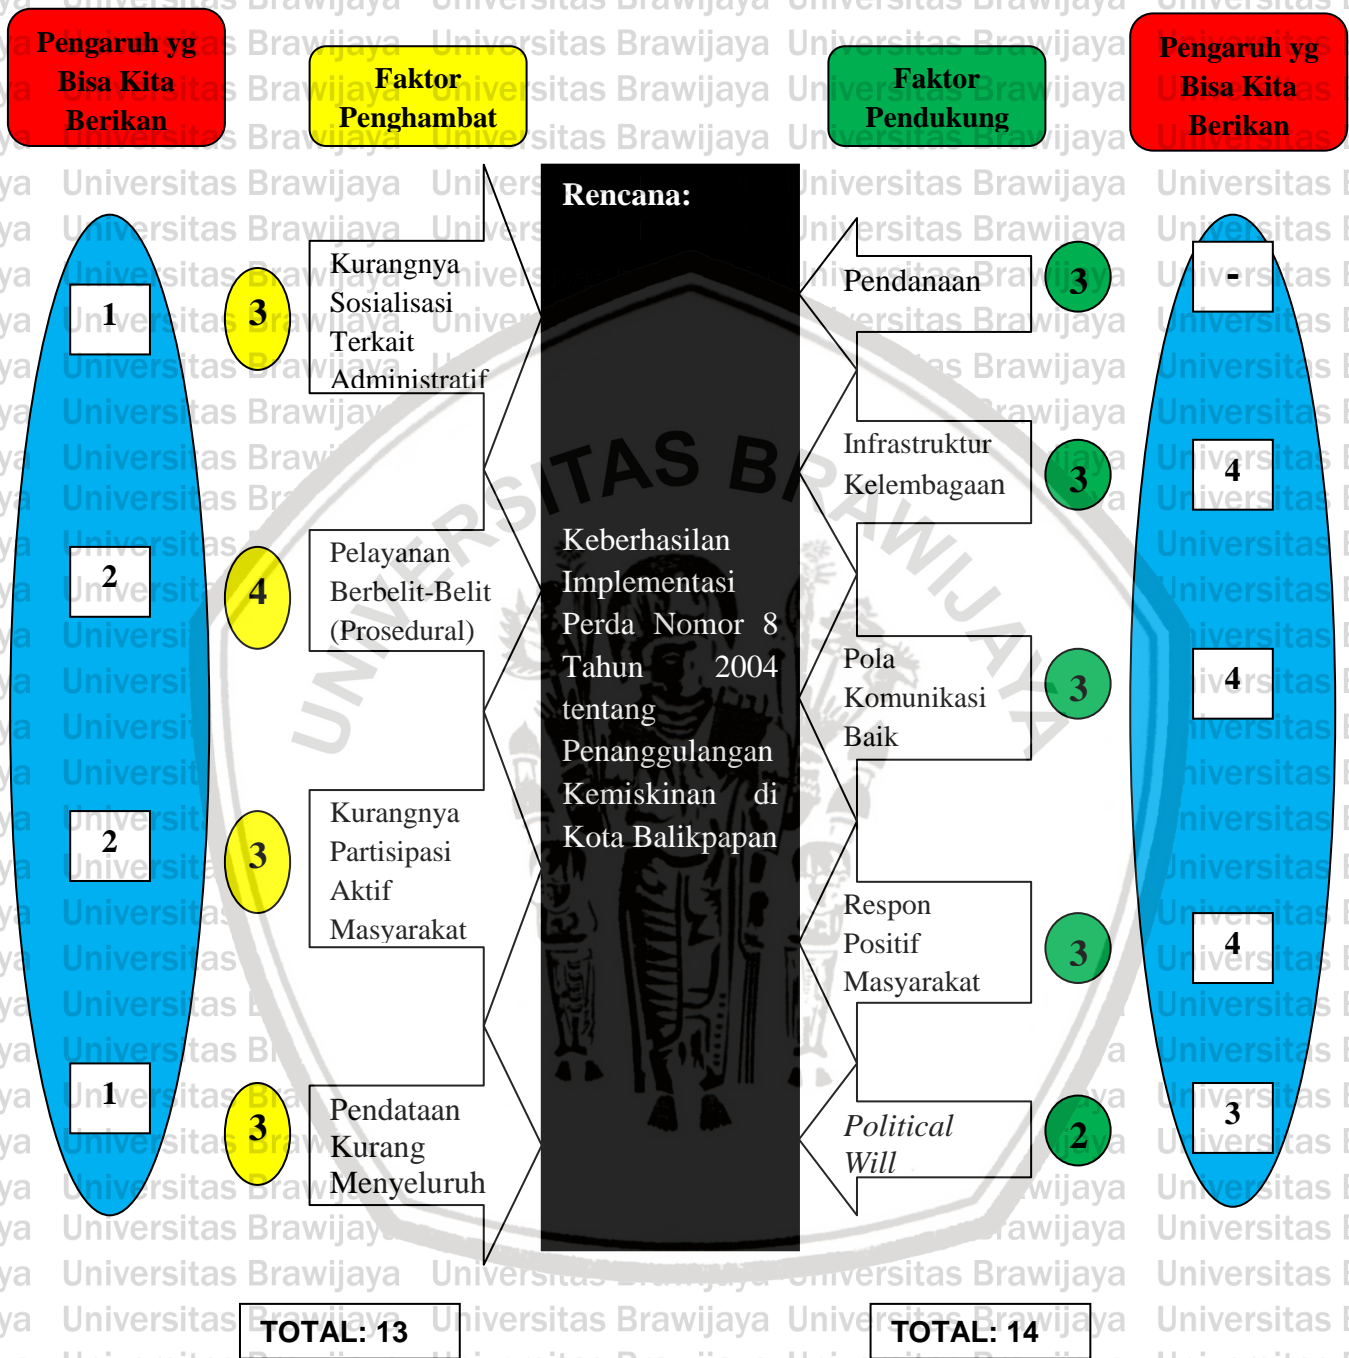 Pengaruh yg
Bisa Kita
Berikan
Faktor
Penghambat
Faktor
Pendukung
Pengaruh yg
Bisa Kita
Berikan
1
3
Kurangnya
Sosialisasi
Terkait
Administratif
2
4
Pelayanan
Berbelit-Belit
(Prosedural)
2
3
Kurangnya
Partisipasi
Aktif
Masyarakat
1
3
Pendataan
Kurang
Menyeluruh
Rencana:
Keberhasilan
Implementasi
Perda Nomor 8
Tahun 2004
tentang
Penanggulangan
Kemiskinan di
Kota Balikpapan
Pendanaan
3
-
Infrastruktur
Kelembagaan
3
4
Pola
Komunikasi
Baik
3
4
Respon
Positif
Masyarakat
3
4
Political
Will
2
3
TOTAL: 13
TOTAL: 14
UNIVERSITAS BRAWIJAYA